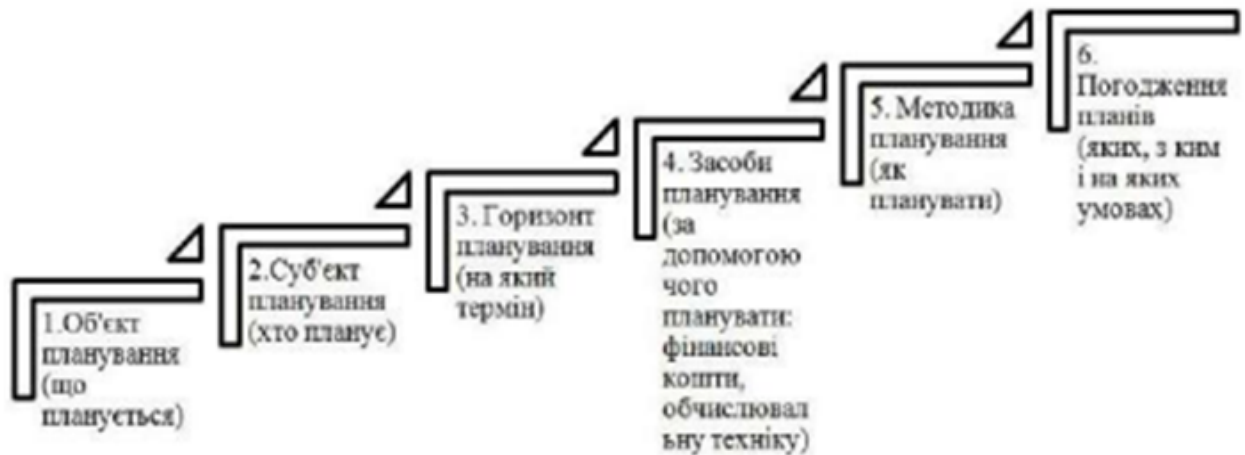 1.Об'єкт
планування
(що
планується)
2.Суб'єкт
планування
(хто планує)
3. Горизонт
планування
(на який
термін)
4. Засоби
планування
(за
допомогою
чого
планувати:
фінансові
кошти,
обчислювал
ьну техніку)
5. Методика
планування
(як
планувати)
6.
Погодження
планів
(яких, з ким
і на яких
умовах)